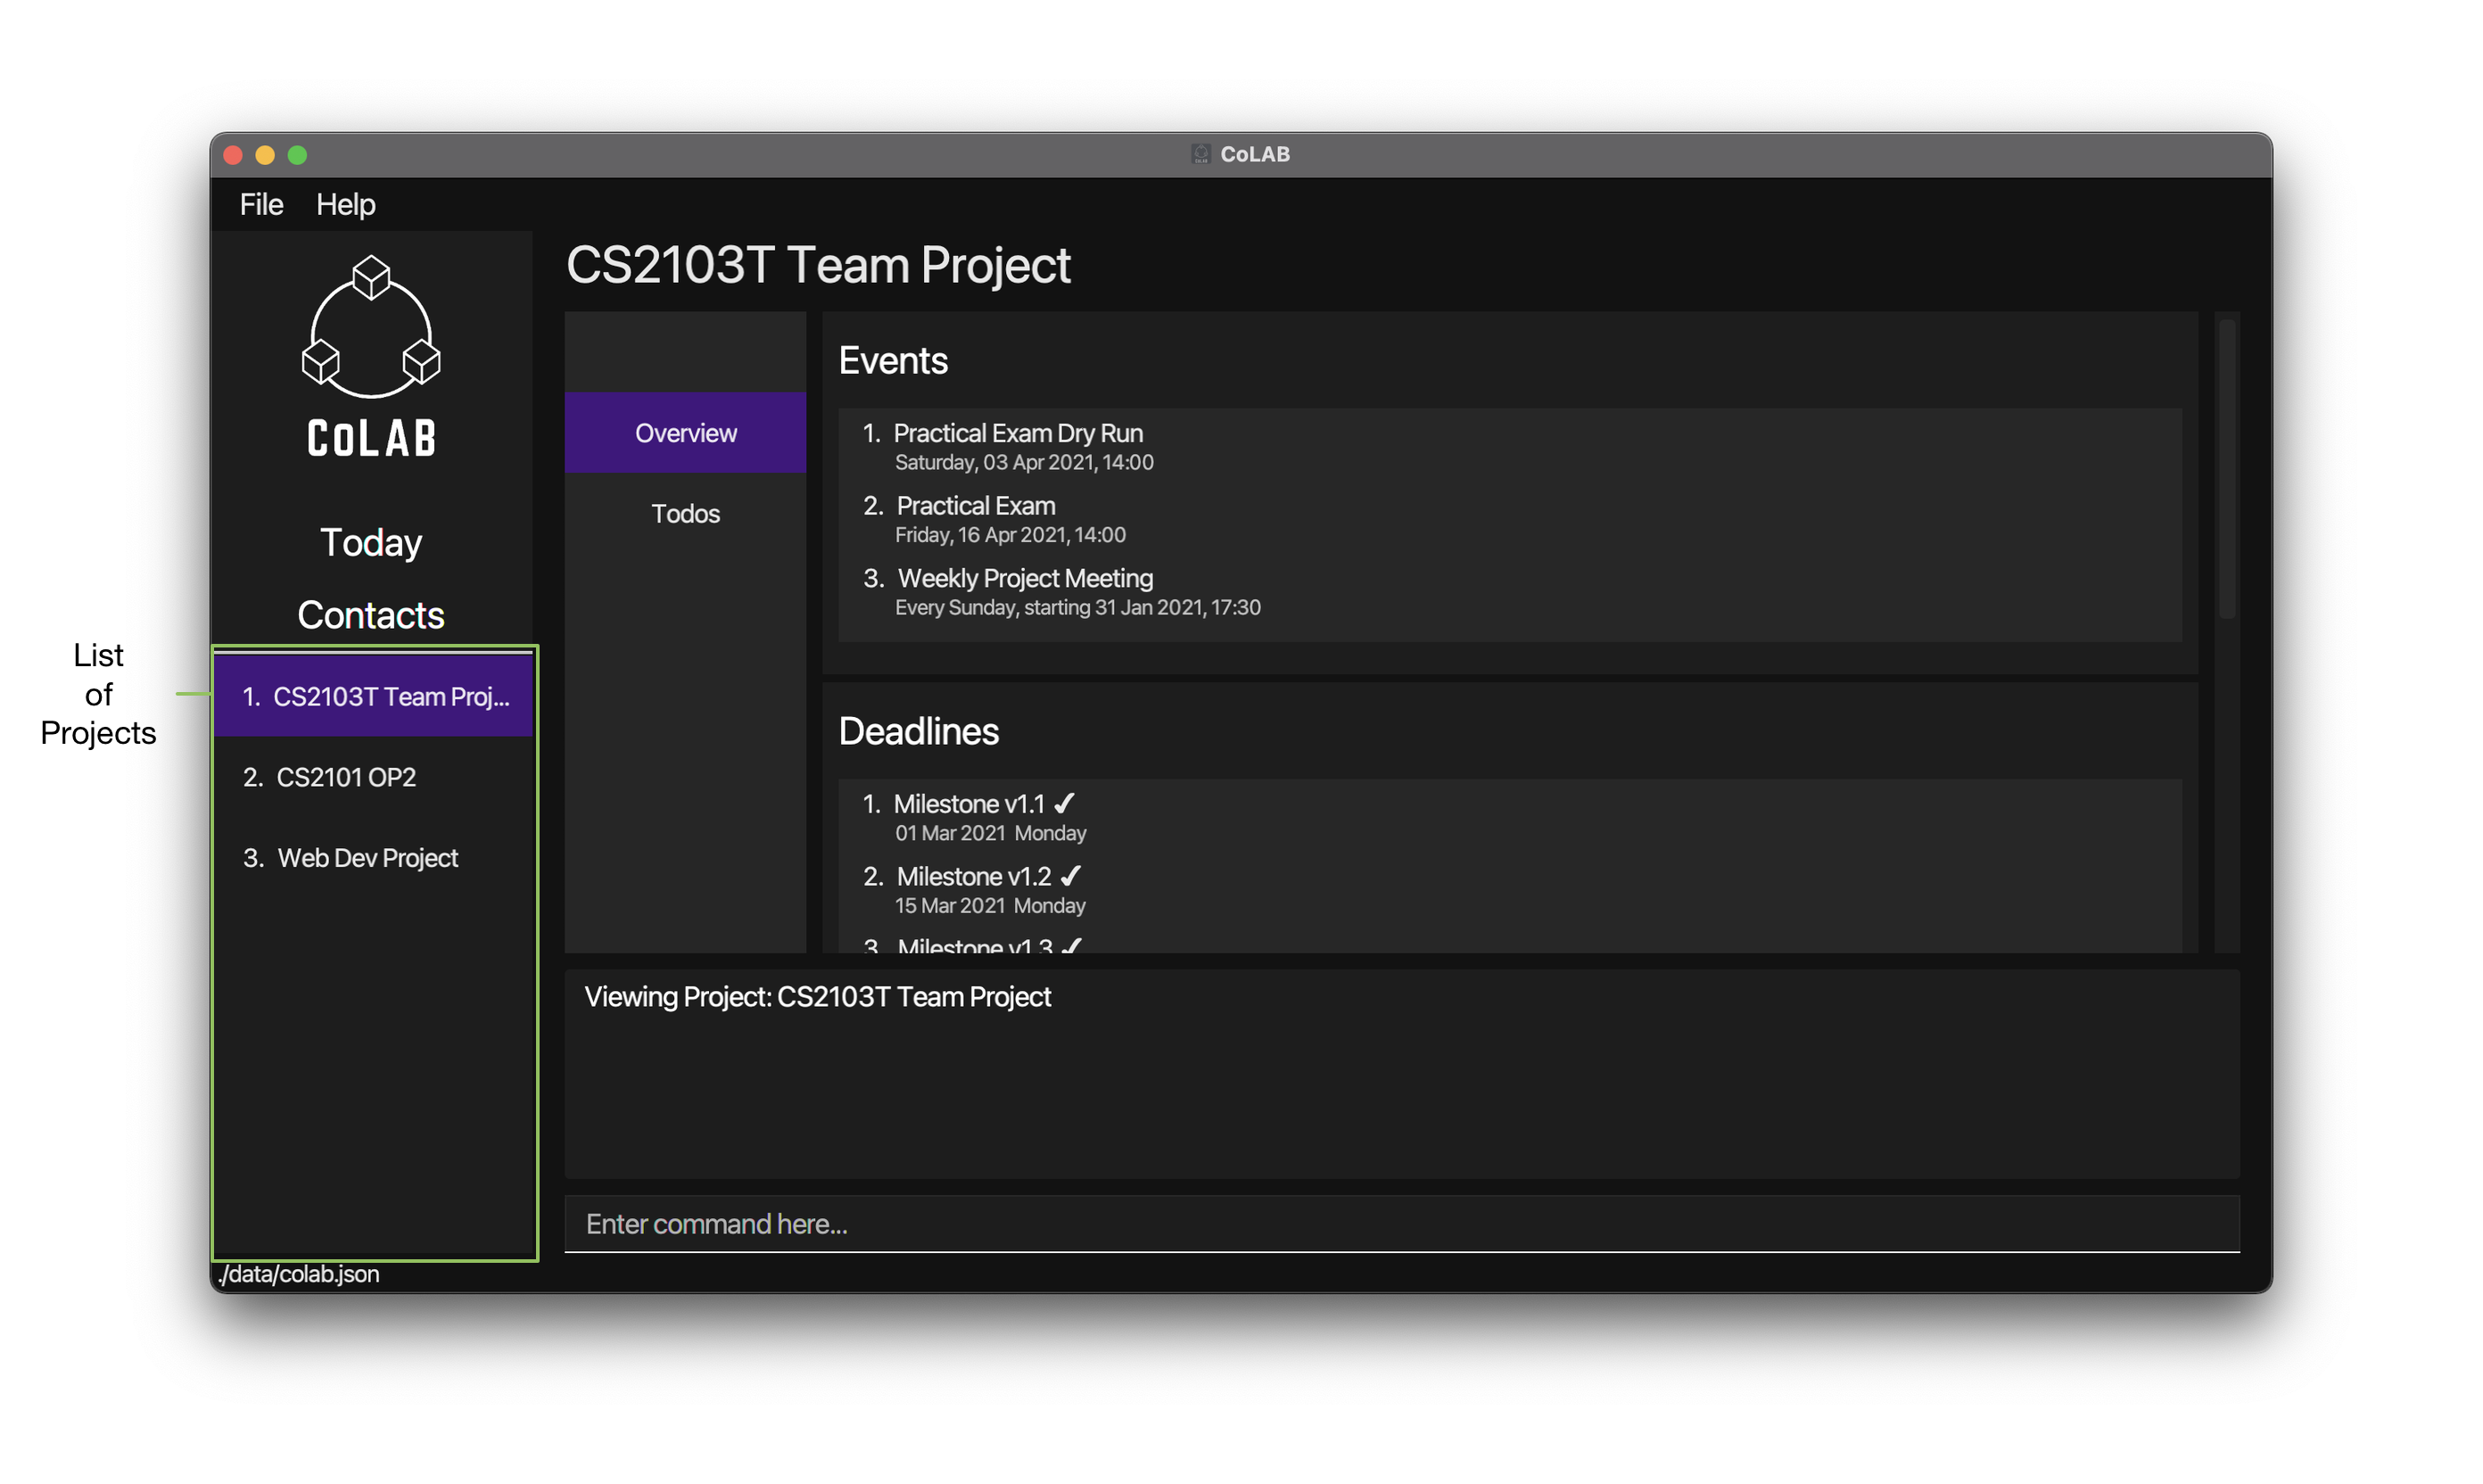 CoLAB
File Help
CoLAB
Today
Contacts
List
of
Projects
1. CS2103T Team Proj...
2. CS2101 OP2
3. Web Dev Project
CS2103T Team Project
Overview
Todos
Events
1. Practical Exam Dry Run
Saturday, 03 Apr 2021, 14:00
2. Practical Exam
Friday, 16 Apr 2021, 14:00
3. Weekly Project Meeting
Every Sunday, starting 31 Jan 2021, 17:30
Deadlines
1. Milestone v1.1 ✓
01 Mar 2021 Monday
2. Milestone v1.2 ✓
15 Mar 2021 Monday
3. Milestone v1.3 ✓
Viewing Project: CS2103T Team Project
Enter command here...
./data/colab.json